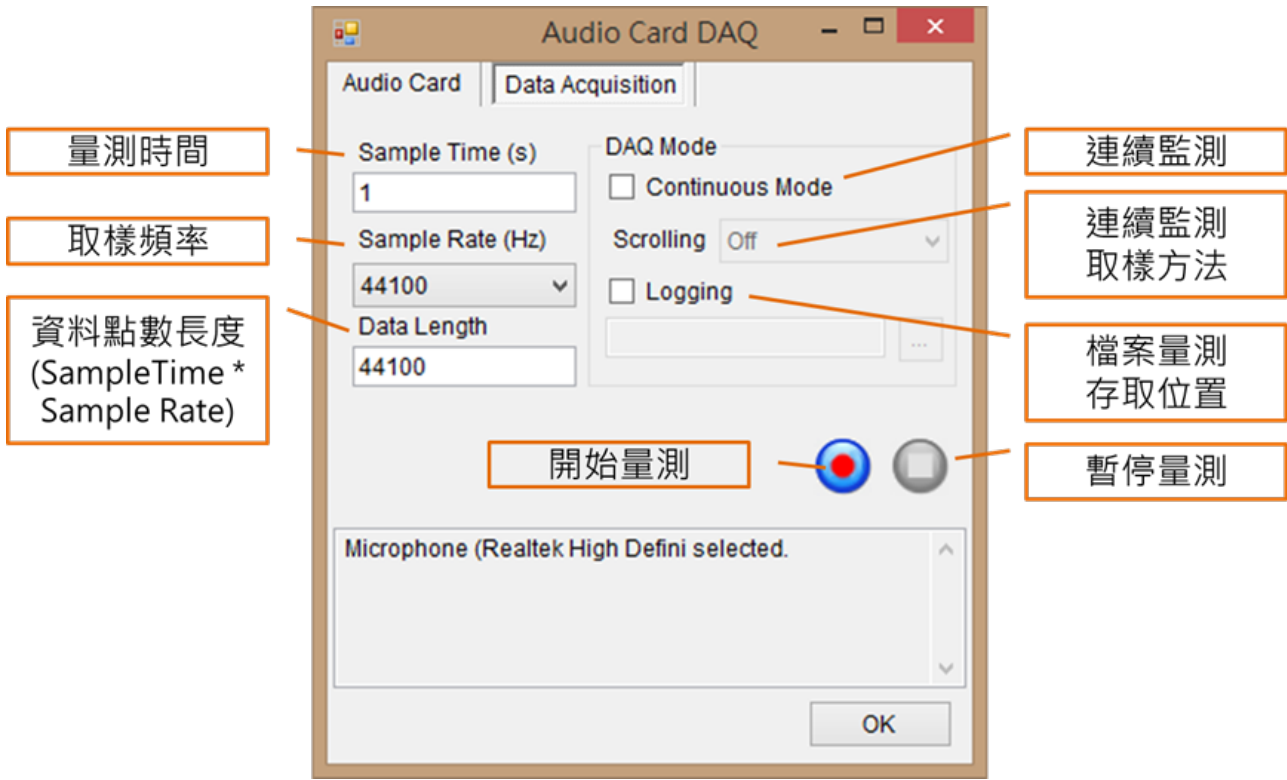 Audio Card DAQ
Audio Card
Data Acquisition
量測時間
Sample Time (s)
1
取樣頻率
Sample Rate (Hz)
44100
資料點數長度
(SampleTime *
Sample Rate)
Data Length
44100
DAQ Mode
Continuous Mode
連續監測
Scrolling
Off
連續監測
取樣方法
Logging
...
檔案量測
存取位置
開始量測
暫停量測
Microphone (Realtek High Defini selected.
OK